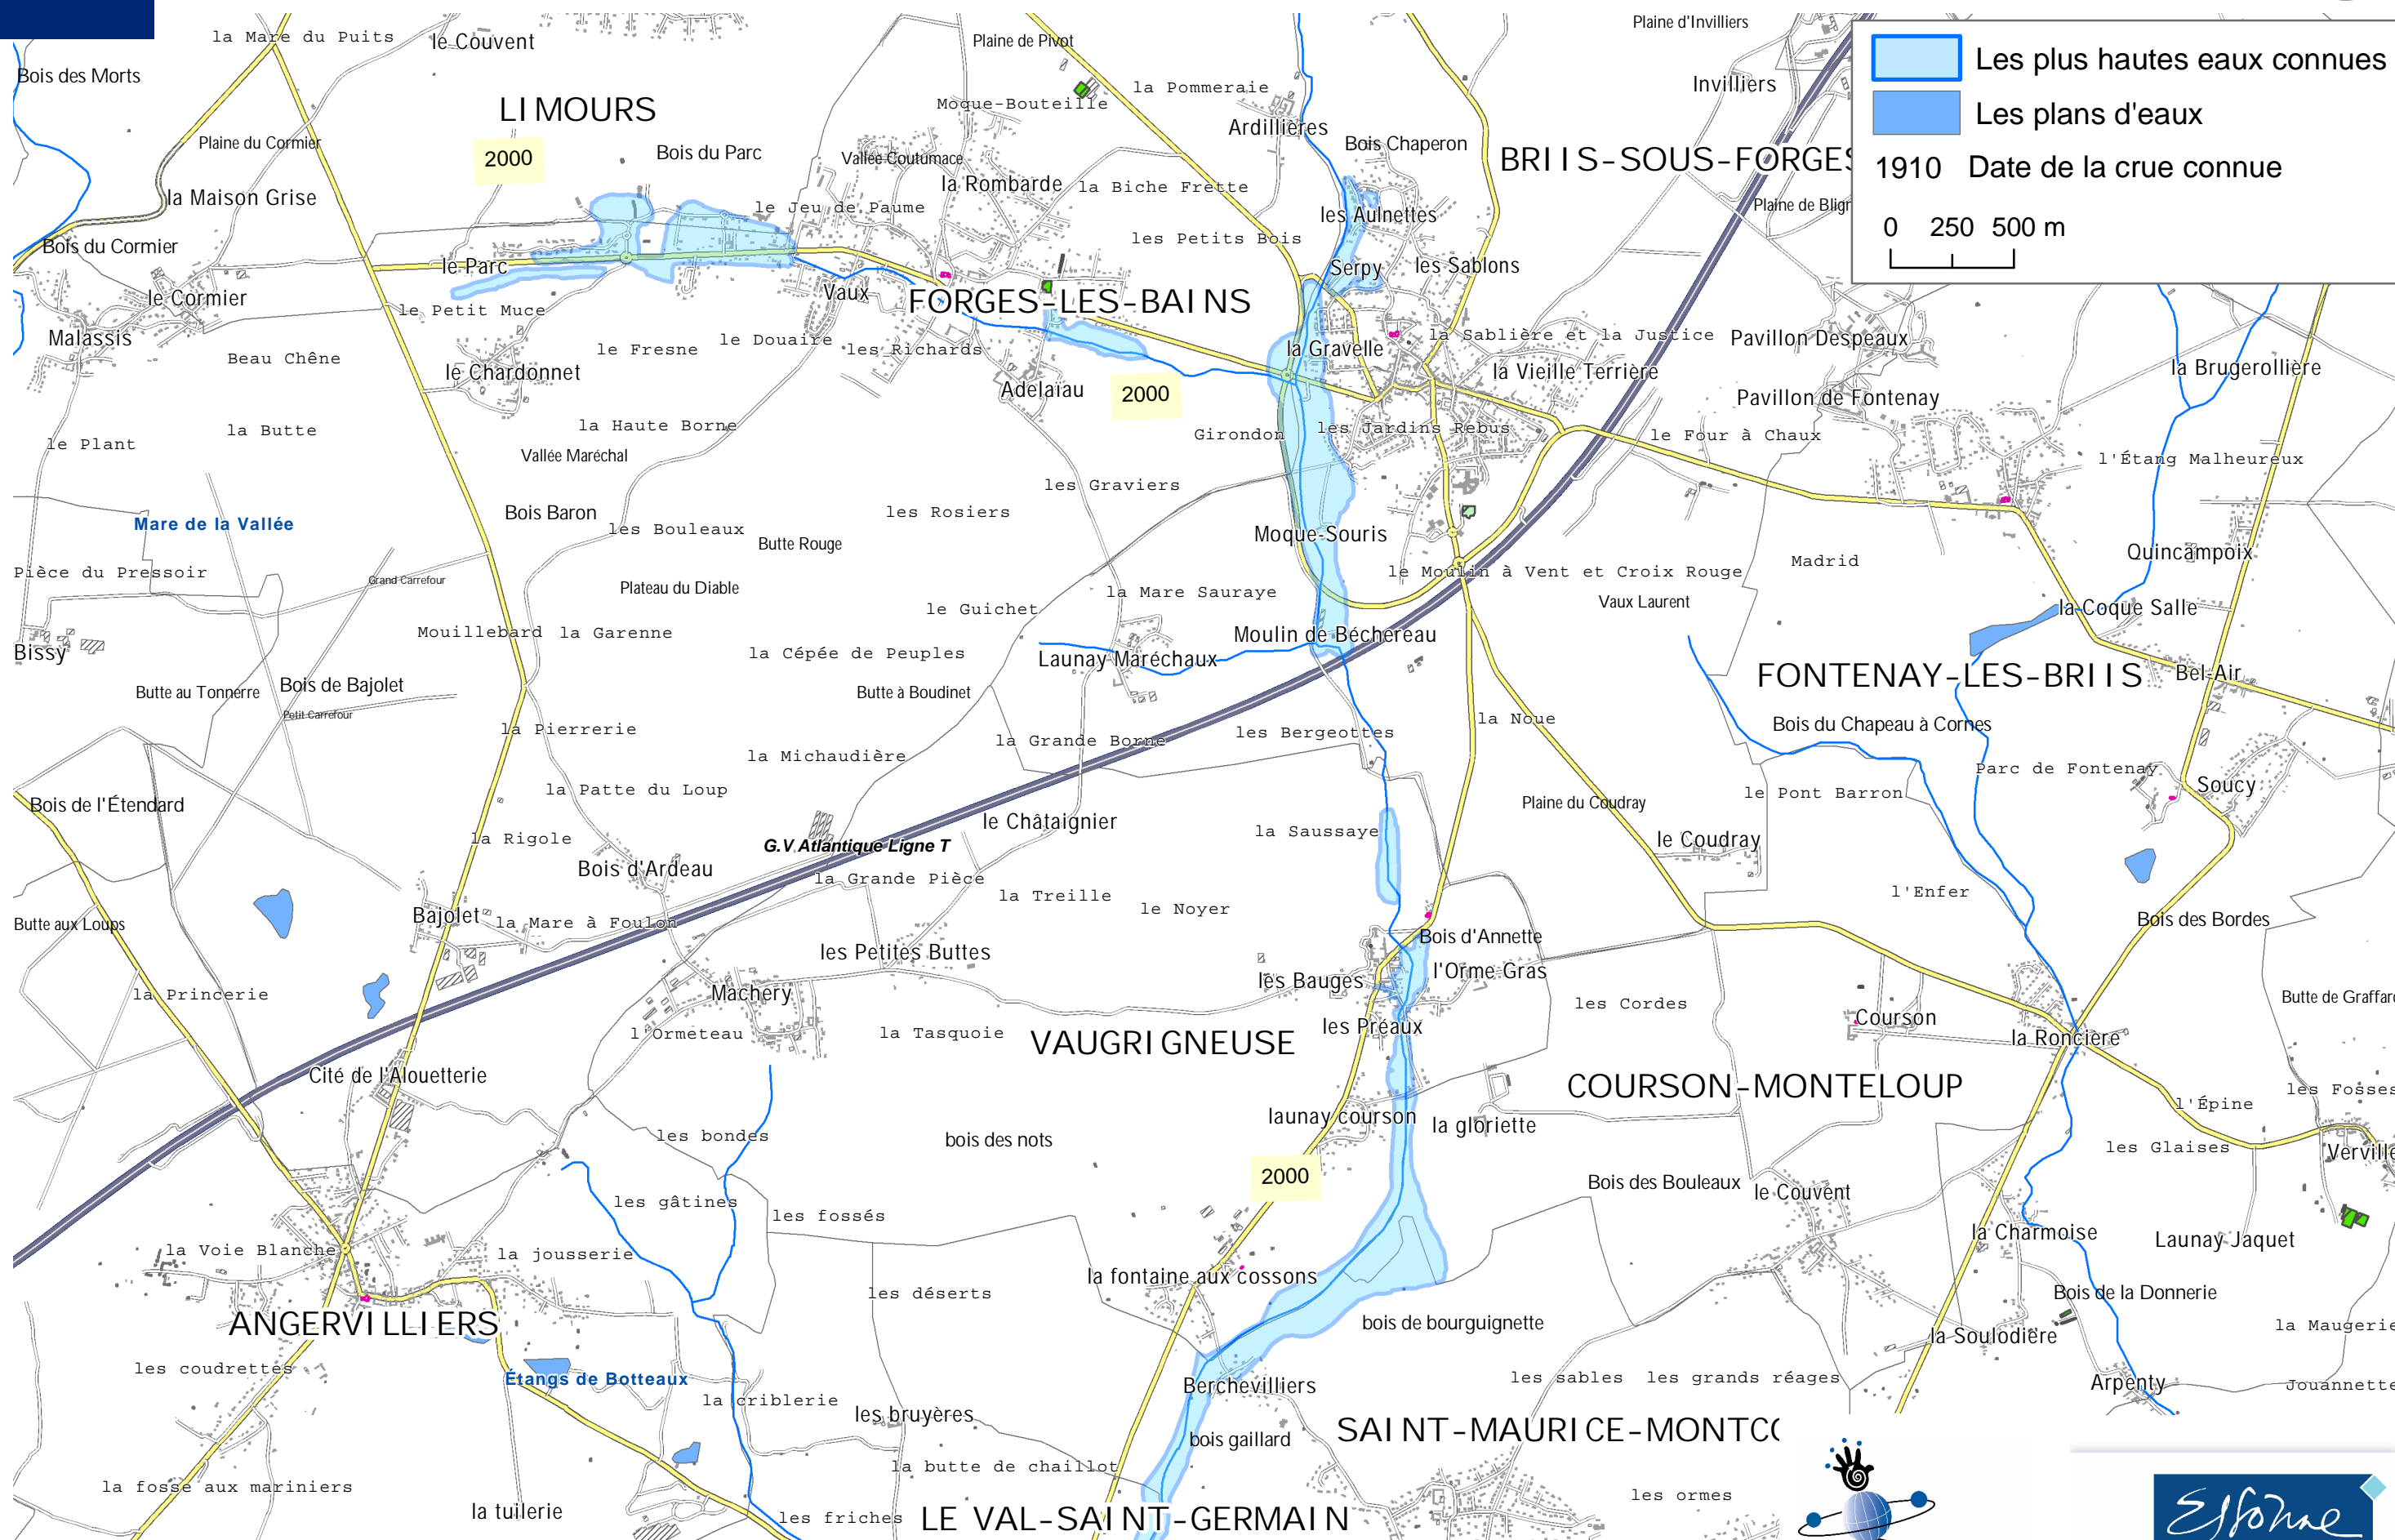 Plaine d'Invilliers
la Mare du Puits
le Couvent
Plaine de Pivot
Les plus hautes eaux connues
Bois des Morts
Invilliers
la Pommeraie
Moque-Bouteille
LIMOURS
Les plans d'eaux
Ardillières
Plaine du Cormier
Bois Chaperon
2000
Bois du Parc
Vallée Coutumace
BRIIS-SOUS-FORGES
1910 Date de la crue connue
la Rombarde
la Biche Frette
la Maison Grise
le Jeu de Paume
les Aulnettes
0 250 500 m
Bois du Cormier
les Petits Bois
le Parc
Serpy
les Sablons
le Cormier
Vaux
FORGES-LES-BAINS
le Petit Muce
Malassis
le Douaire
la Sablière et la Justice
Pavillon Despeaux
Beau Chêne
le Fresne
les Richards
la Gravelle
la Brugerollière
le Chardonnet
la Vieille Terrière
Adelaïau
2000
Pavillon de Fontenay
la Butte
la Haute Borne
Girondon
les Jardins Rebus
le Four à Chaux
le Plant
Vallée Maréchal
l'Étang Malheureux
les Graviers
Bois Baron
les Rosiers
Mare de la Vallée
les Bouleaux
Moque-Souris
Butte Rouge
Quincampoix
Pièce du Pressoir
Grand Carrefour
le Moulin à Vent et Croix Rouge
Madrid
Plateau du Diable
la Mare Sauraye
Vaux Laurent
le Guichet
la Coque Salle
Mouillebard
la Garenne
Moulin de Béchereau
Bissy
la Cépée de Peuples
Launay Maréchaux
FONTENAY-LES-BRIIS
Bel-Air
Butte au Tonnerre
Bois de Bajolet
Butte à Boudinet
Petit Carrefour
la Noue
Bois du Chapeau à Cornes
la Pierrerie
la Grande Borne
les Bergeottes
la Michaudière
Parc de Fontenay
Soucy
la Patte du Loup
le Pont Barron
Bois de l'Étendard
Plaine du Coudray
le Châtaignier
la Saussaye
la Rigole
G.V Atlantique Ligne T
le Coudray
Bois d'Ardeau
la Grande Pièce
la Treille
l'Enfer
le Noyer
Bajolet
la Mare à Foulon
Butte aux Loups
Bois des Bordes
Bois d'Annette
les Petites Buttes
l'Orme Gras
les Bauges
la Princerie
Machery
les Cordes
Courson
l'Ormeteau
la Tasquoie
VAUGRIGNEUSE
les Préaux
la Roncière
Cité de l'Alouetterie
COURSON-MONTELOUP
les Fosses
l'Épine
launay courson
la gloriette
les bondes
bois des nots
les Glaises
2000
Bois des Bouleaux
le Couvent
les gâtines
les fossés
la Charmoise
Launay Jaquet
la Voie Blanche
la jousserie
la fontaine aux cossons
les déserts
Bois de la Donnerie
ANGERVILLIERS
bois de bourguignette
la Soulodière
les coudrettes
Étangs de Botteaux
Berchevilliers
les sables
les grands réages
Arpenty
la criblerie
les bruyères
bois gaillard
la butte de chaillot
la fosse aux mariniers
la tuilerie
les friches
LE VAL-SAINT-GERMAIN
les ormes
Essonne